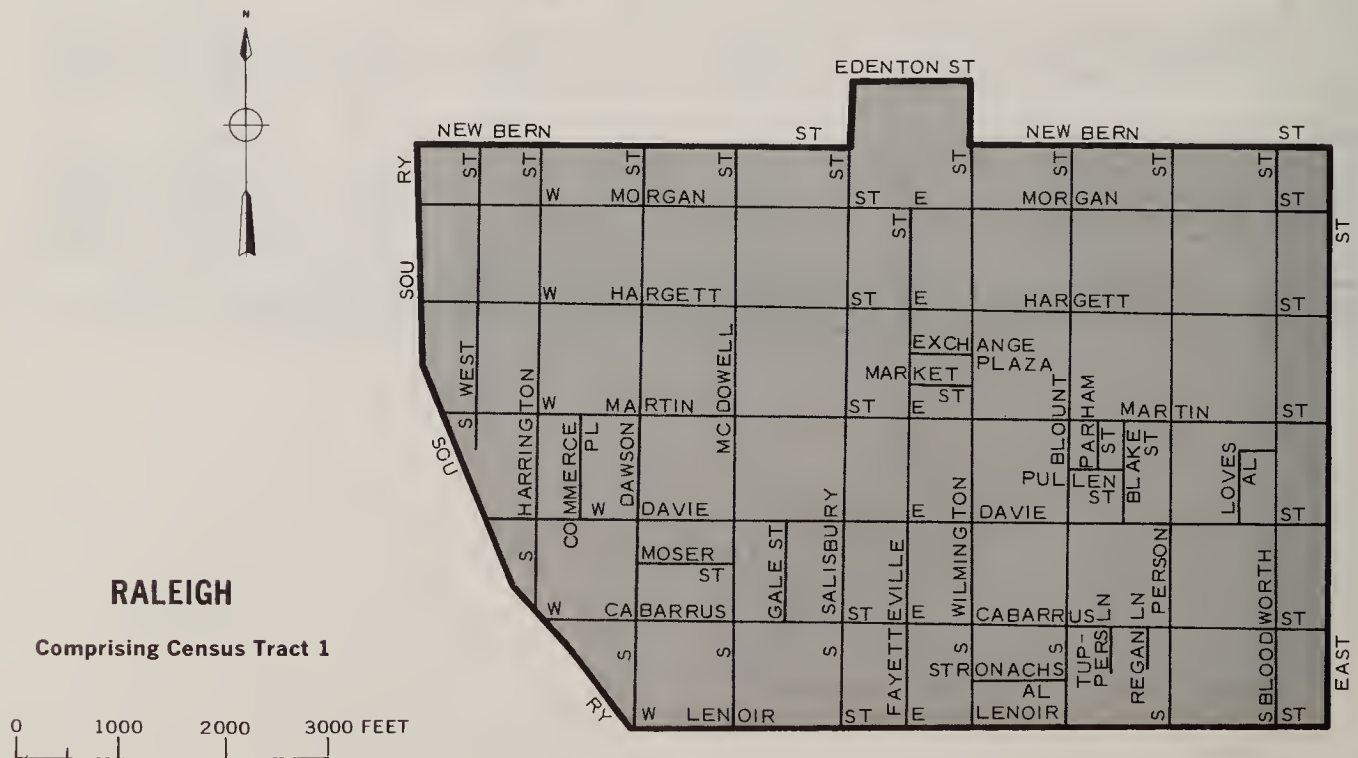 N
EDENTON ST
NEW BERN ST
NEW BERN ST
RY
SOU
SOU
RY
ST
ST
ST
ST
ST
ST
ST
ST
ST
W MORGAN ST
E MORGAN ST
ST
ST
W HARGETT ST
E HARGETT ST
EXCHANGE
PLAZA
MARKET
ST
S WEST
MC DOWELL
W MARTIN ST
E MARTIN ST
S HARRINGTON
COMMERCE
PL
DAWSON
S
BLOUNT
S
PARHAM
ST
BLAKE
ST
PULLEN
ST
LOVES
AL
W DAVIE
E DAVIE ST
MOSER
ST
GALE ST
SALISBURY
S
FAYETTEVILLE
WILMINGTON
S
S PERSON
S BLOODWORTH
W CABARRUS ST
E CABARRUS ST
S
STRONACHS
AL
TUP-
PERS
LN
REGAN LN
EAST
W LENOIR ST
E LENOIR ST
RALEIGH
Comprising Census Tract 1
0 1000 2000 3000 FEET